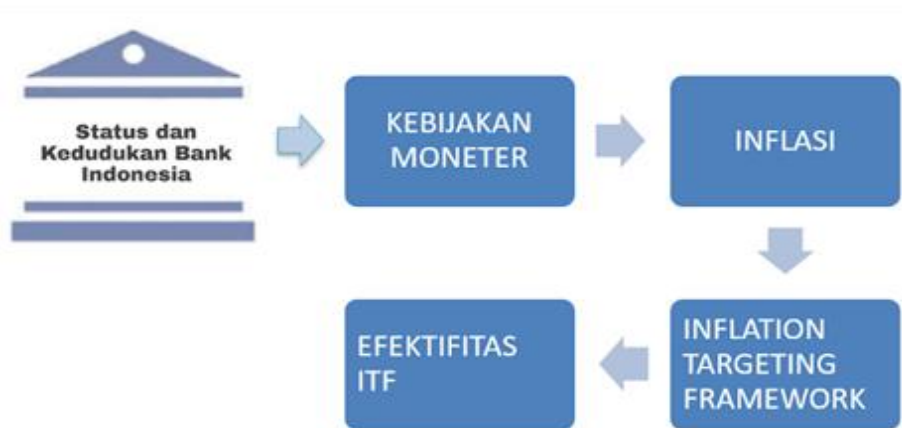 Status dan
Kedudukan Bank
Indonesia
KEBIJAKAN
MONETER
INFLASI
INFLATION
TARGETING
FRAMEWORK
EFEKTIFITAS
ITF